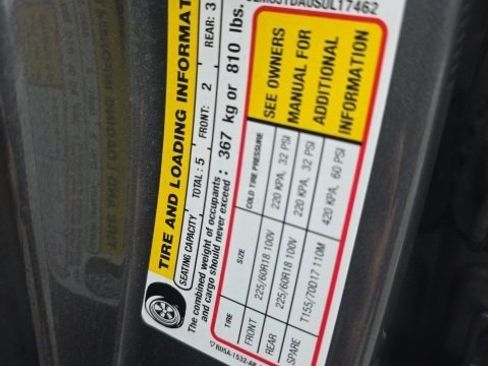 TIRE AND LOADING INFORMAT
SEATING CAPACITY TOTAL: 5 FRONT: 2 REAR: 3
The combined weight of occupants
and cargo should never exceed: 367 kg or 810 lbs.
TIRE SIZE COLD TIRE PRESSURE SEE OWNERS
MANUAL FOR
ADDITIONAL
INFORMATION
FRONT 225/60R18 100V 220 KPA, 32 PSI
REAR 225/60R18 100V 220 KPA, 32 PSI
SPARE T155/70D17 110M 420 KPA, 60 PSI